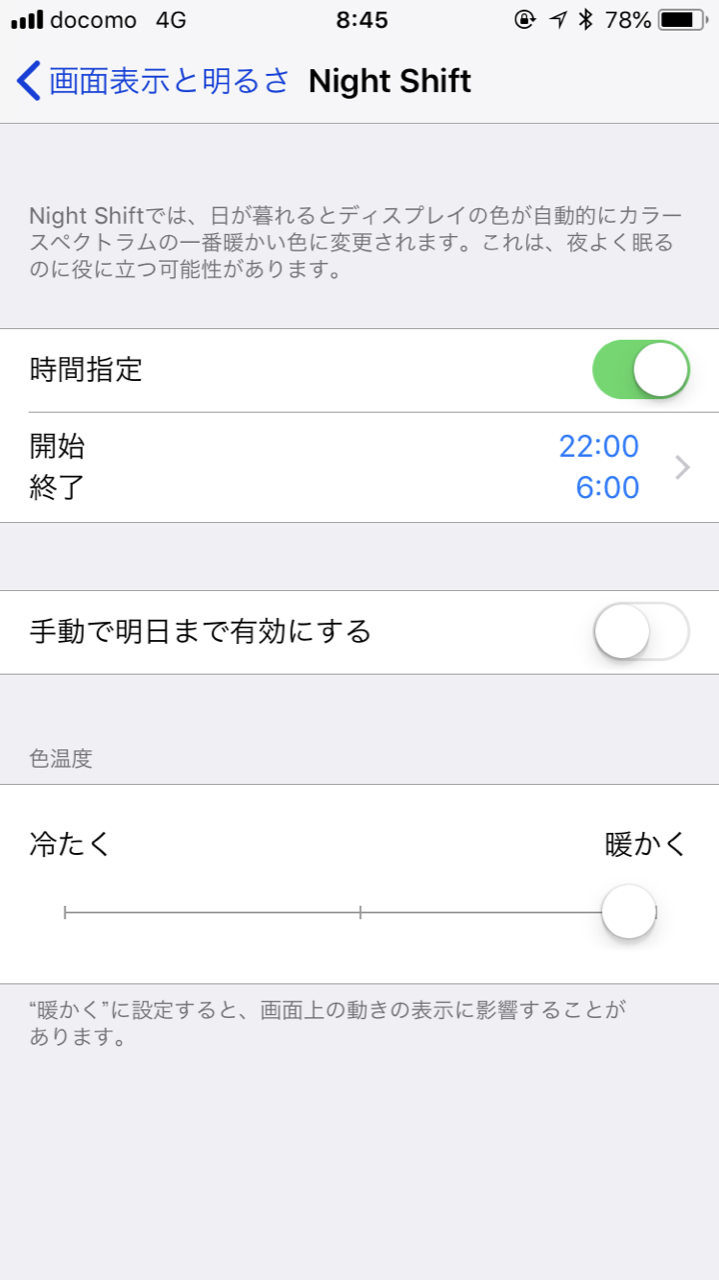 docomo 4G 8:45 78%
画面表示と明るさ Night Shift
Night Shiftでは、日が暮れるとディスプレイの色が自動的にカラー
スペクトラムの一番暖かい色に変更されます。これは、夜よく眠る
のに役に立つ可能性があります。
時間指定
開始 22:00
終了 6:00
手動で明日まで有効にする
色温度
冷たく 暖かく
“暖かく”に設定すると、画面上の動きの表示に影響することが
あります。